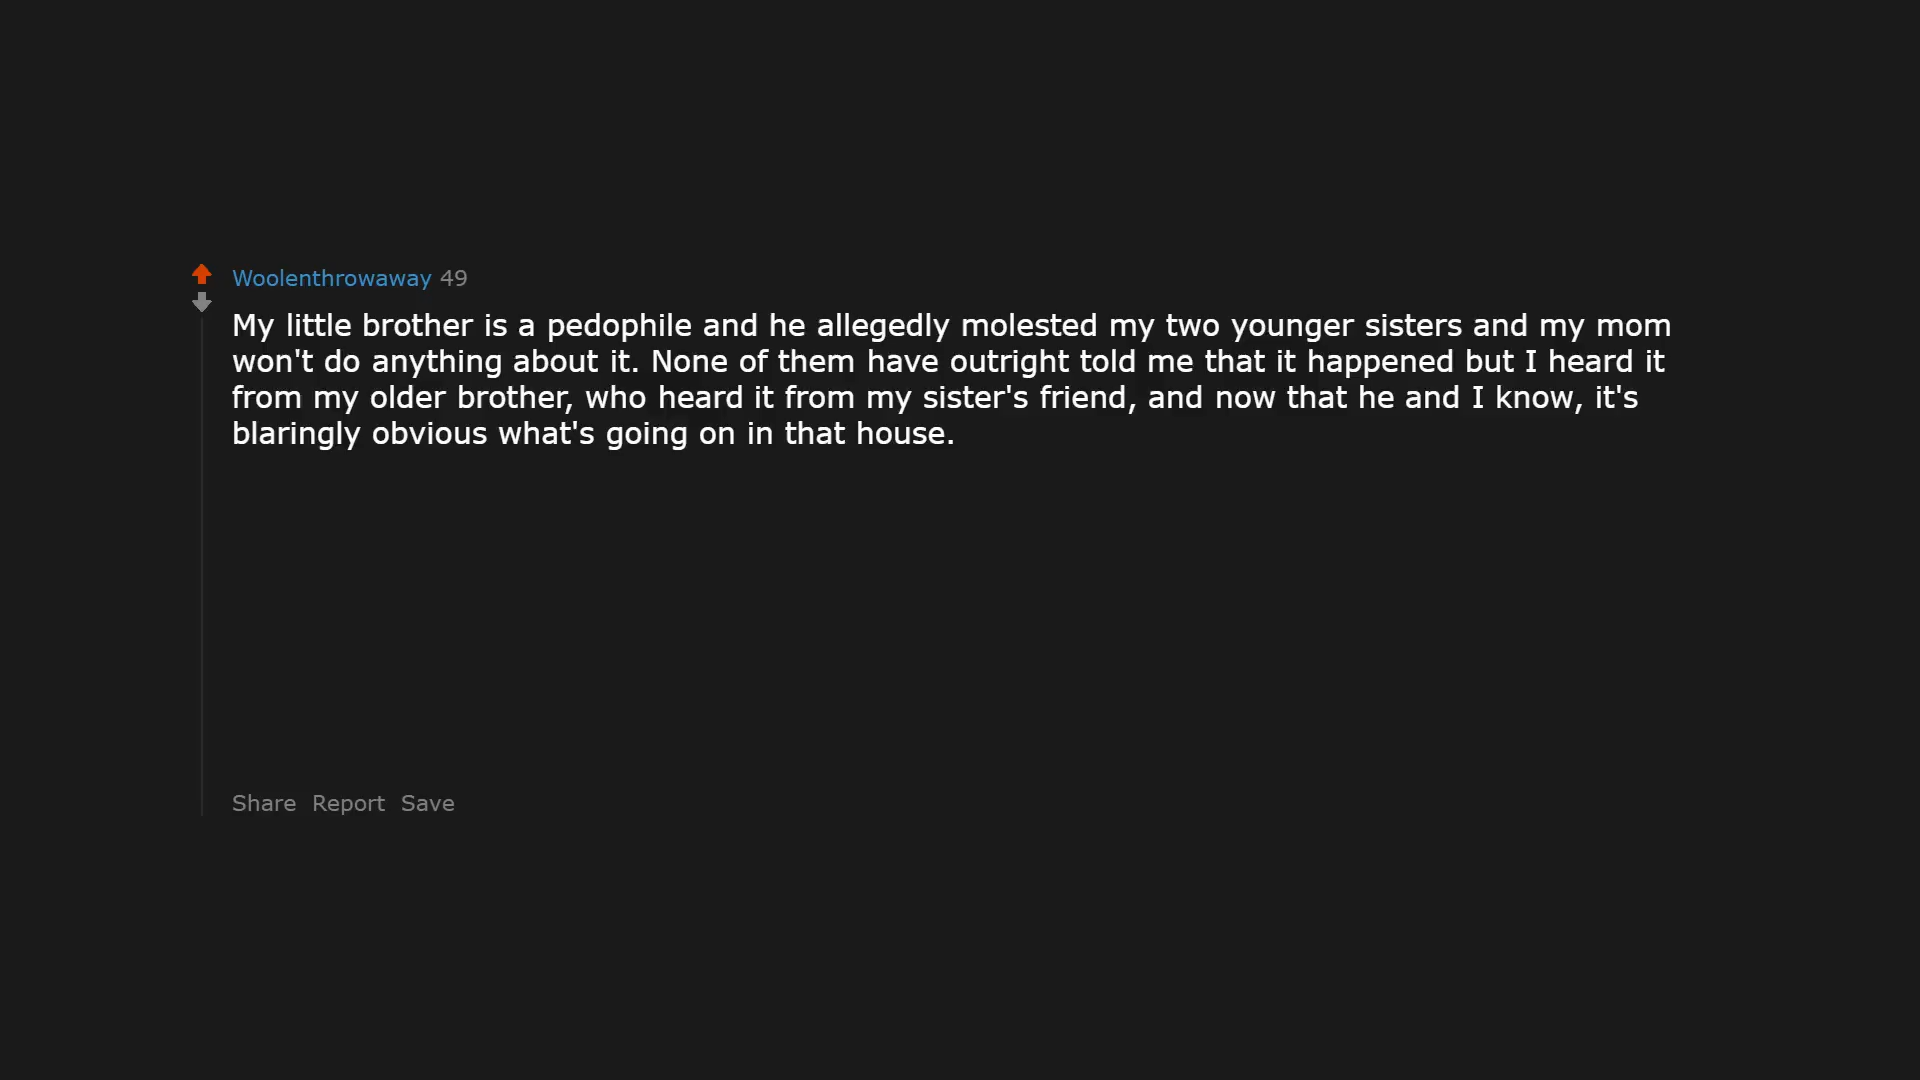 Woolenthrowaway 49
My little brother is a pedophile and he allegedly molested my two younger sisters and my mom
won't do anything about it. None of them have outright told me that it happened but I heard it
from my older brother, who heard it from my sister's friend, and now that he and I know, it's
blaringly obvious what's going on in that house.
Share Report Save